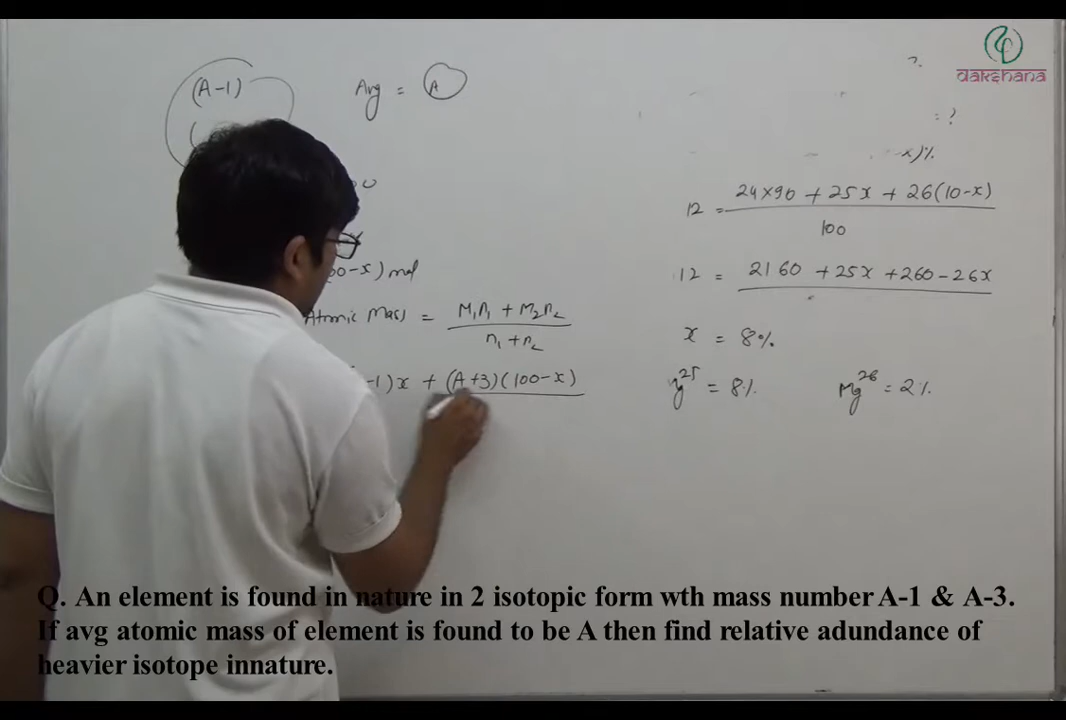 dakshana
(A-1)
Avg = A
= ?
-x)%
12 = 24×90 + 25x + 26(10-x)
100
12 = 2160 + 25x + 260 - 26x
00-x) mol
Atomic Mass = M₁n₁ + M₂n₂
n₁ + n₂
x = 8%
-1)x + (A+3)(100-x)
²⁵ = 8%
Mg²⁶ = 2%
Q. An element is found in nature in 2 isotopic form wth mass number A-1 & A-3.
If avg atomic mass of element is found to be A then find relative adundance of
heavier isotope innature.